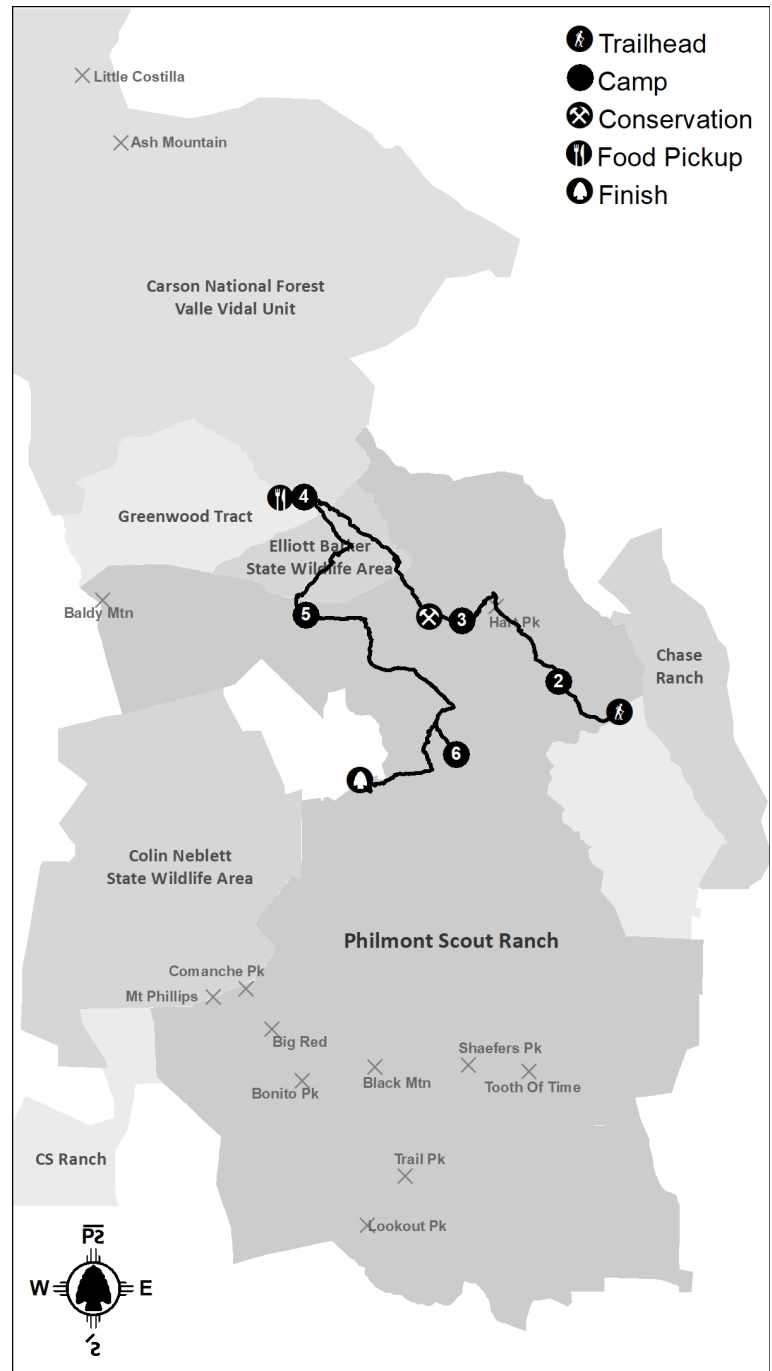 Trailhead
Camp
Conservation
Food Pickup
Finish
Little Costilla
Ash Mountain
Carson National Forest
Valle Vidal Unit
4
Greenwood Tract
Elliott Barker
State Wildlife Area
Baldy Mtn
5
3
Hart Pk
Chase
Ranch
2
6
Colin Neblett
State Wildlife Area
Philmont Scout Ranch
Comanche Pk
Mt Phillips
Big Red
Shaefers Pk
Black Mtn
Tooth Of Time
Bonito Pk
CS Ranch
Trail Pk
Lookout Pk
W
E